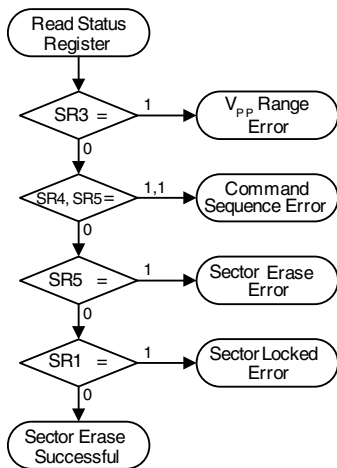 Read Status
Register
SR3 =
1
V_PP Range
Error
0
SR4, SR5=
1,1
Command
Sequence Error
0
SR5 =
1
Sector Erase
Error
0
SR1 =
1
Sector Locked
Error
0
Sector Erase
Successful